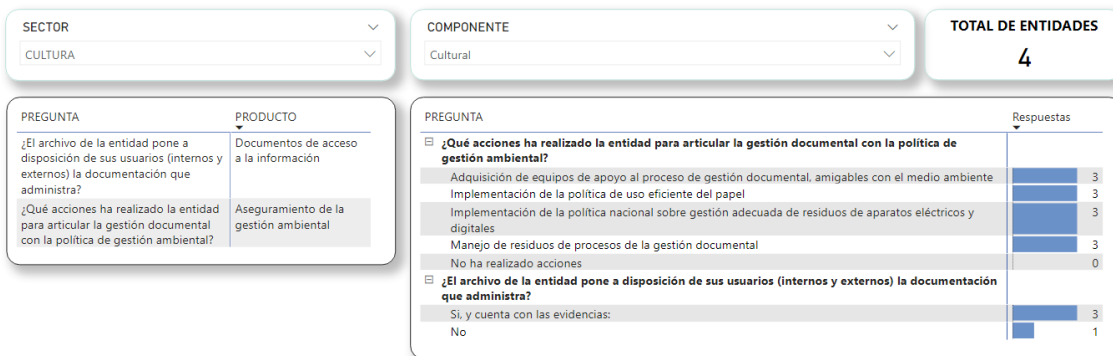 SECTOR
CULTURA
COMPONENTE
Cultural
TOTAL DE ENTIDADES
4
PREGUNTA PRODUCTO
¿El archivo de la entidad pone a Documentos de acceso
disposición de sus usuarios (internos y a la información
externos) la documentación que
administra?
¿Qué acciones ha realizado la entidad Aseguramiento de la
para articular la gestión documental gestión ambiental
con la política de gestión ambiental?
PREGUNTA Respuestas
¿Qué acciones ha realizado la entidad para articular la gestión documental con la política de
gestión ambiental?
Adquisición de equipos de apoyo al proceso de gestión documental, amigables con el medio ambiente 3
Implementación de la política de uso eficiente del papel 3
Implementación de la política nacional sobre gestión adecuada de residuos de aparatos eléctricos y 3
digitales
Manejo de residuos de procesos de la gestión documental 3
No ha realizado acciones 0
¿El archivo de la entidad pone a disposición de sus usuarios (internos y externos) la documentación
que administra?
Si, y cuenta con las evidencias: 3
No 1